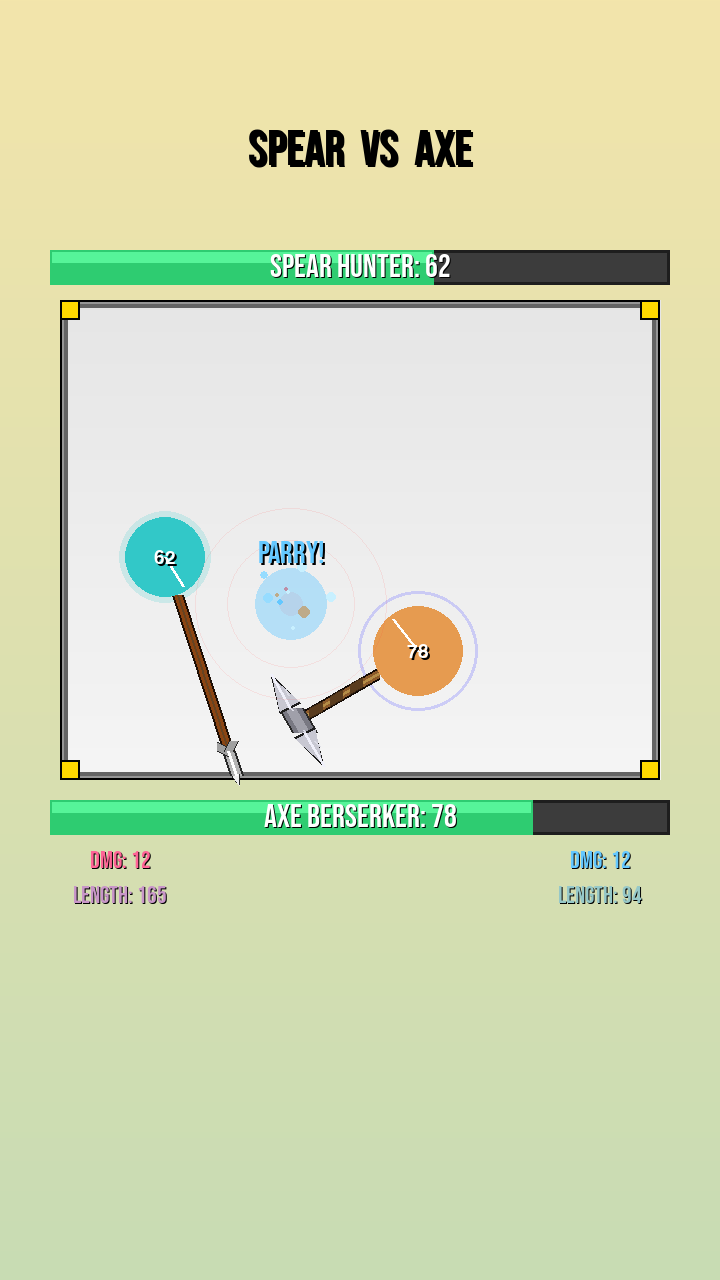 SPEAR VS AXE
SPEAR HUNTER: 62
PARRY!
62
78
AXE BERSERKER: 78
DMG: 12
DMG: 12
LENGTH: 165
LENGTH: 94